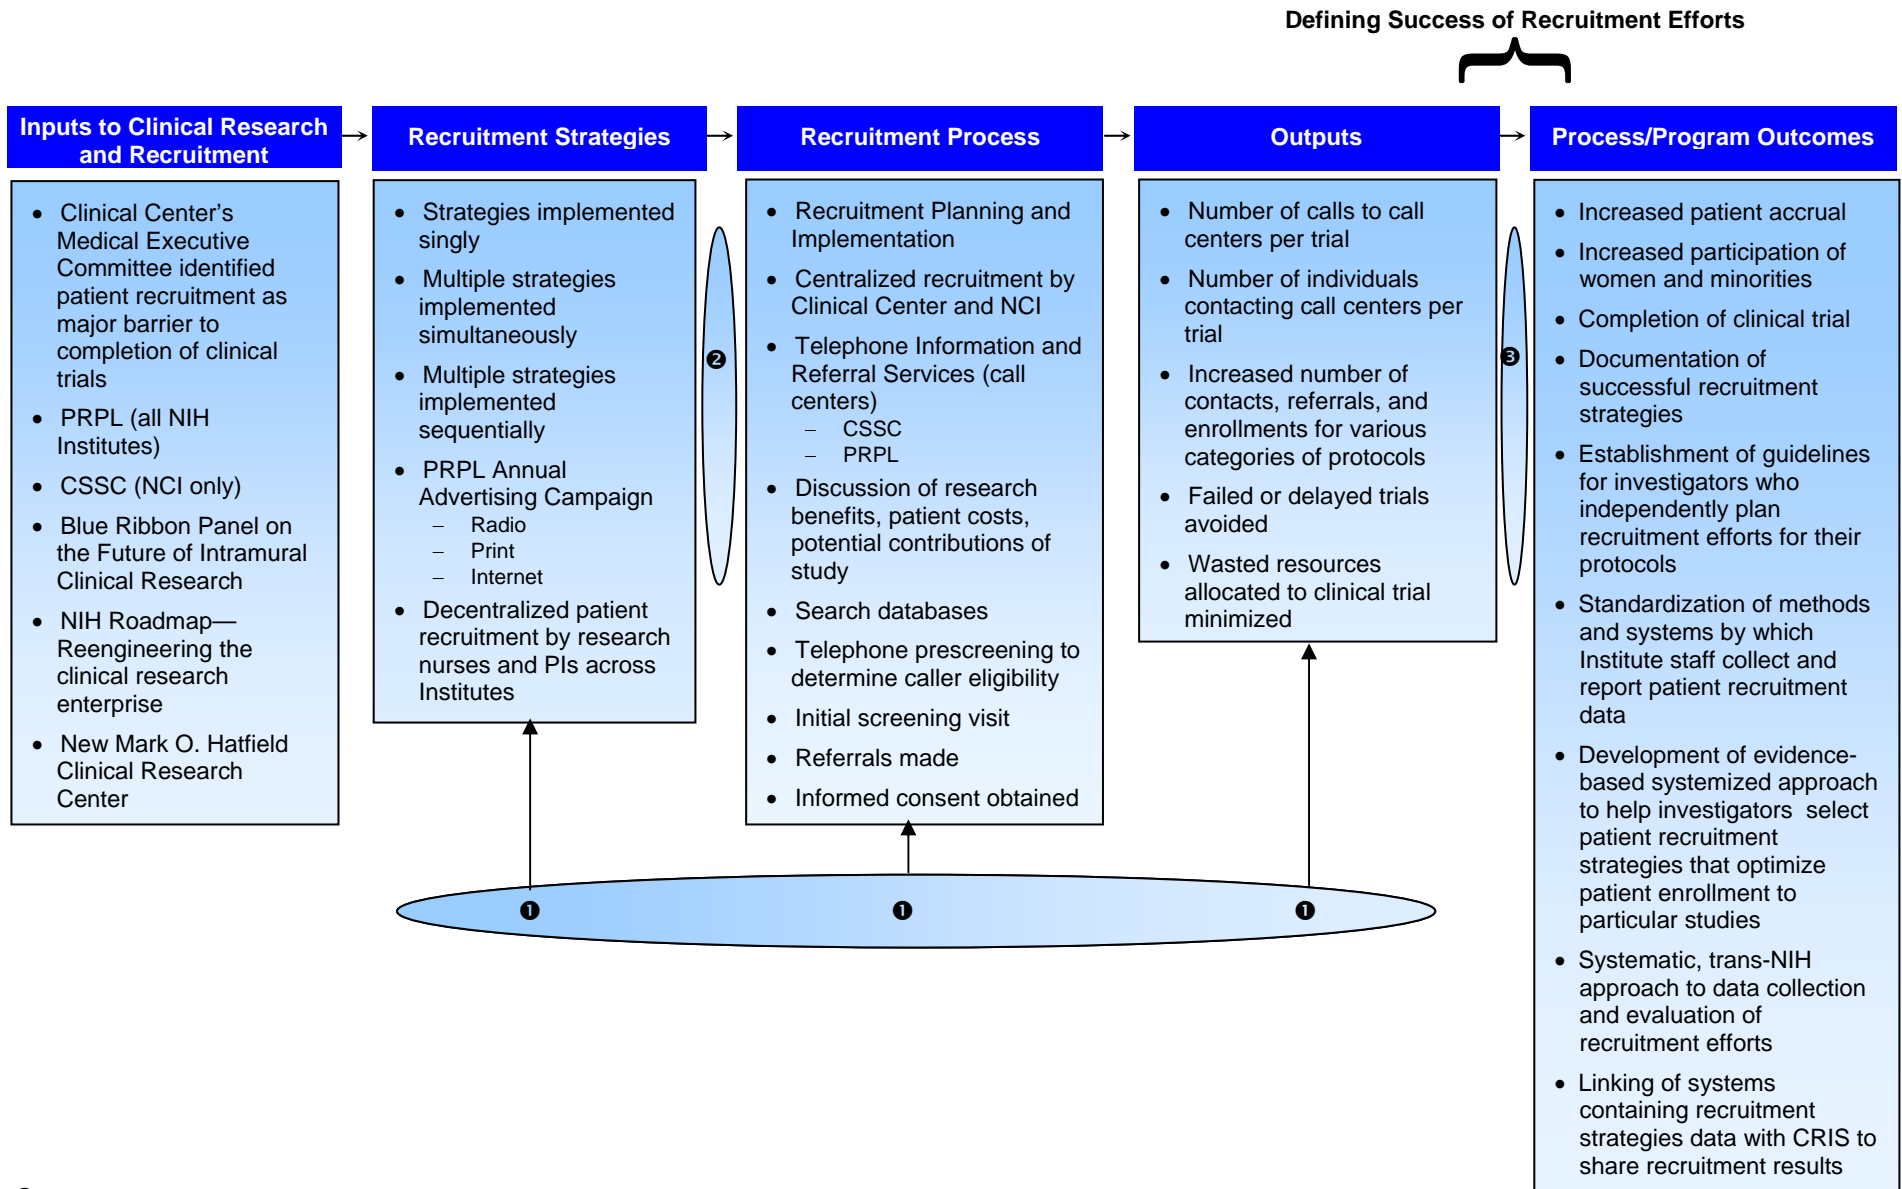 Defining Success of Recruitment Efforts
Inputs to Clinical Research
and Recruitment
• Clinical Center’s
Medical Executive
Committee identified
patient recruitment as
major barrier to
completion of clinical
trials
• PRPL (all NIH
Institutes)
• CSSC (NCI only)
• Blue Ribbon Panel on
the Future of Intramural
Clinical Research
• NIH Roadmap—
Reengineering the
clinical research
enterprise
• New Mark O. Hatfield
Clinical Research
Center
Recruitment Strategies
• Strategies implemented
singly
• Multiple strategies
implemented
simultaneously
• Multiple strategies
implemented
sequentially
• PRPL Annual
Advertising Campaign
– Radio
– Print
– Internet
• Decentralized patient
recruitment by research
nurses and PIs across
Institutes
❷
Recruitment Process
• Recruitment Planning and
Implementation
• Centralized recruitment by
Clinical Center and NCI
• Telephone Information and
Referral Services (call
centers)
– CSSC
– PRPL
• Discussion of research
benefits, patient costs,
potential contributions of
study
• Search databases
• Telephone prescreening to
determine caller eligibility
• Initial screening visit
• Referrals made
• Informed consent obtained
Outputs
• Number of calls to call
centers per trial
• Number of individuals
contacting call centers per
trial
• Increased number of
contacts, referrals, and
enrollments for various
categories of protocols
• Failed or delayed trials
avoided
• Wasted resources
allocated to clinical trial
minimized
❸
Process/Program Outcomes
• Increased patient accrual
• Increased participation of
women and minorities
• Completion of clinical trial
• Documentation of
successful recruitment
strategies
• Establishment of guidelines
for investigators who
independently plan
recruitment efforts for their
protocols
• Standardization of methods
and systems by which
Institute staff collect and
report patient recruitment
data
• Development of evidence-
based systemized approach
to help investigators select
patient recruitment
strategies that optimize
patient enrollment to
particular studies
• Systematic, trans-NIH
approach to data collection
and evaluation of
recruitment efforts
• Linking of systems
containing recruitment
strategies data with CRIS to
share recruitment results
❶ ❶ ❶